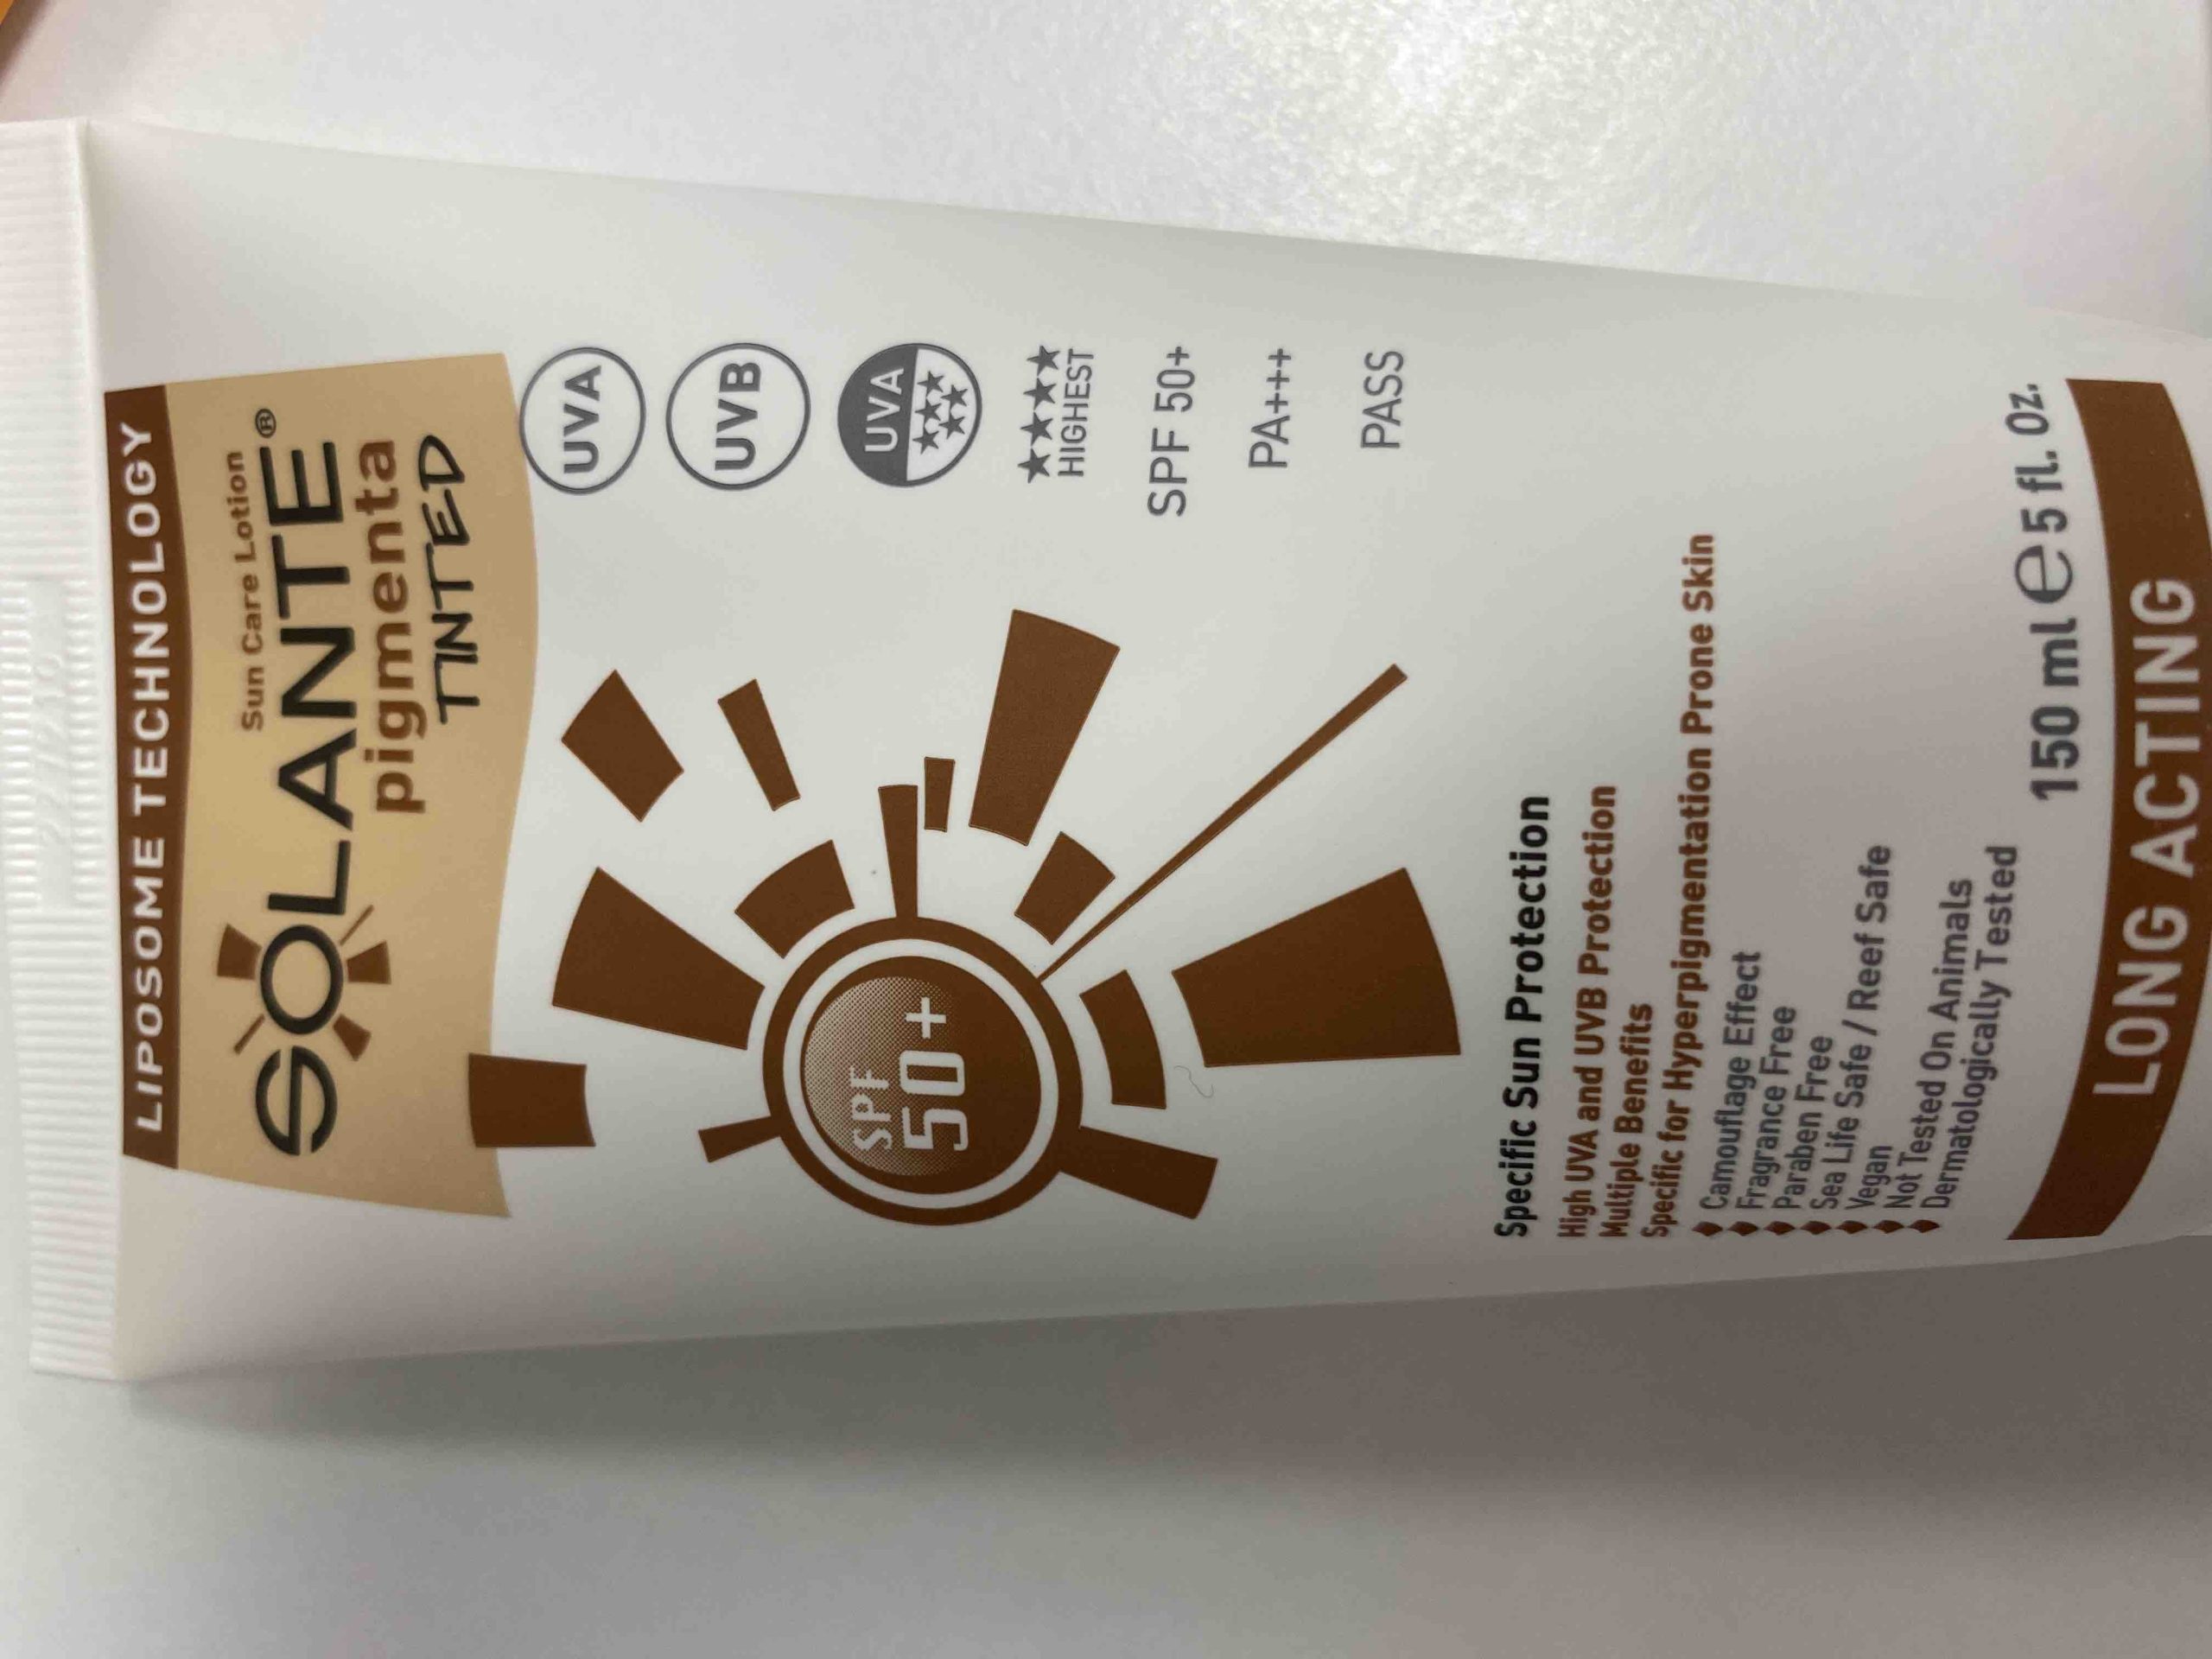 LIPOSOME TECHNOLOGY
Sun Care Lotion
SOLANTE®
pigmenta
TINTED
UVA
UVB
UVA
★★★★★
HIGHEST
SPF 50+
PA+++
PASS
SPF
50+
Specific Sun Protection
High UVA and UVB Protection
Multiple Benefits
Specific for Hyperpigmentation Prone Skin
Camouflage Effect
Fragrance Free
Paraben Free
Sea Life Safe / Reef Safe
Vegan
Not Tested On Animals
Dermatologically Tested
150 ml e 5 fl. Oz.
LONG ACTING